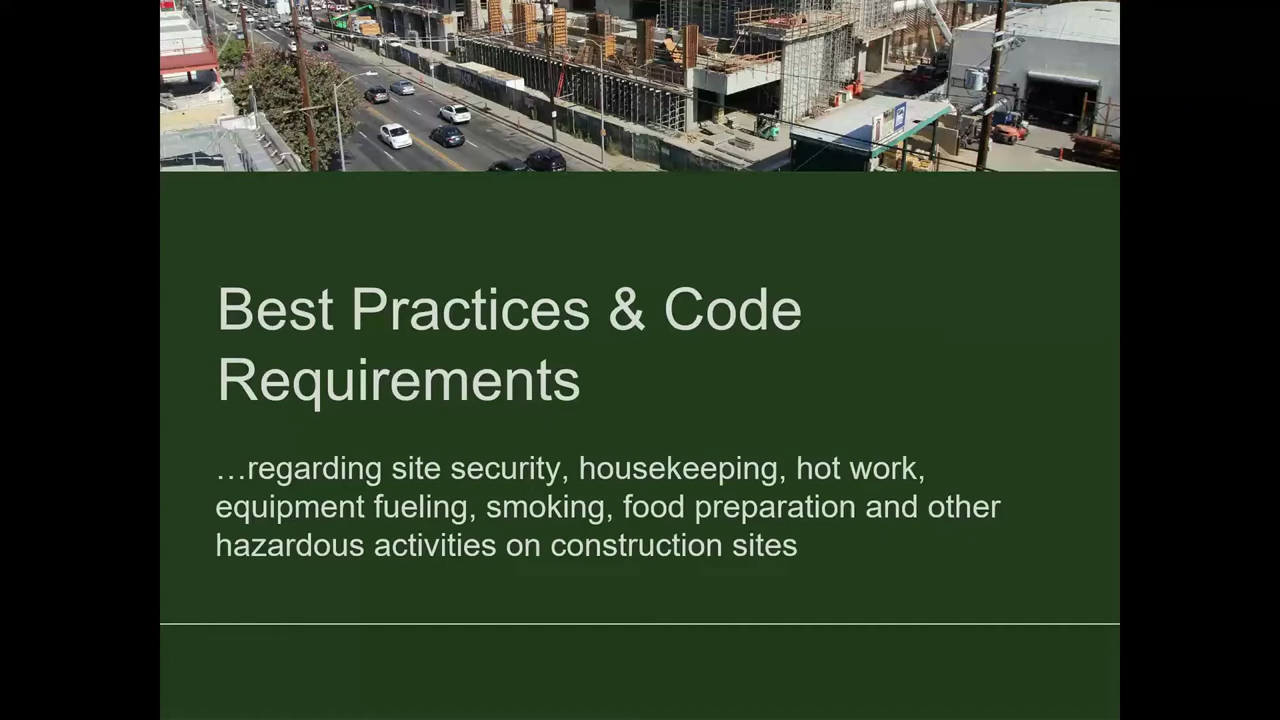 Best Practices & Code
Requirements
…regarding site security, housekeeping, hot work,
equipment fueling, smoking, food preparation and other
hazardous activities on construction sites